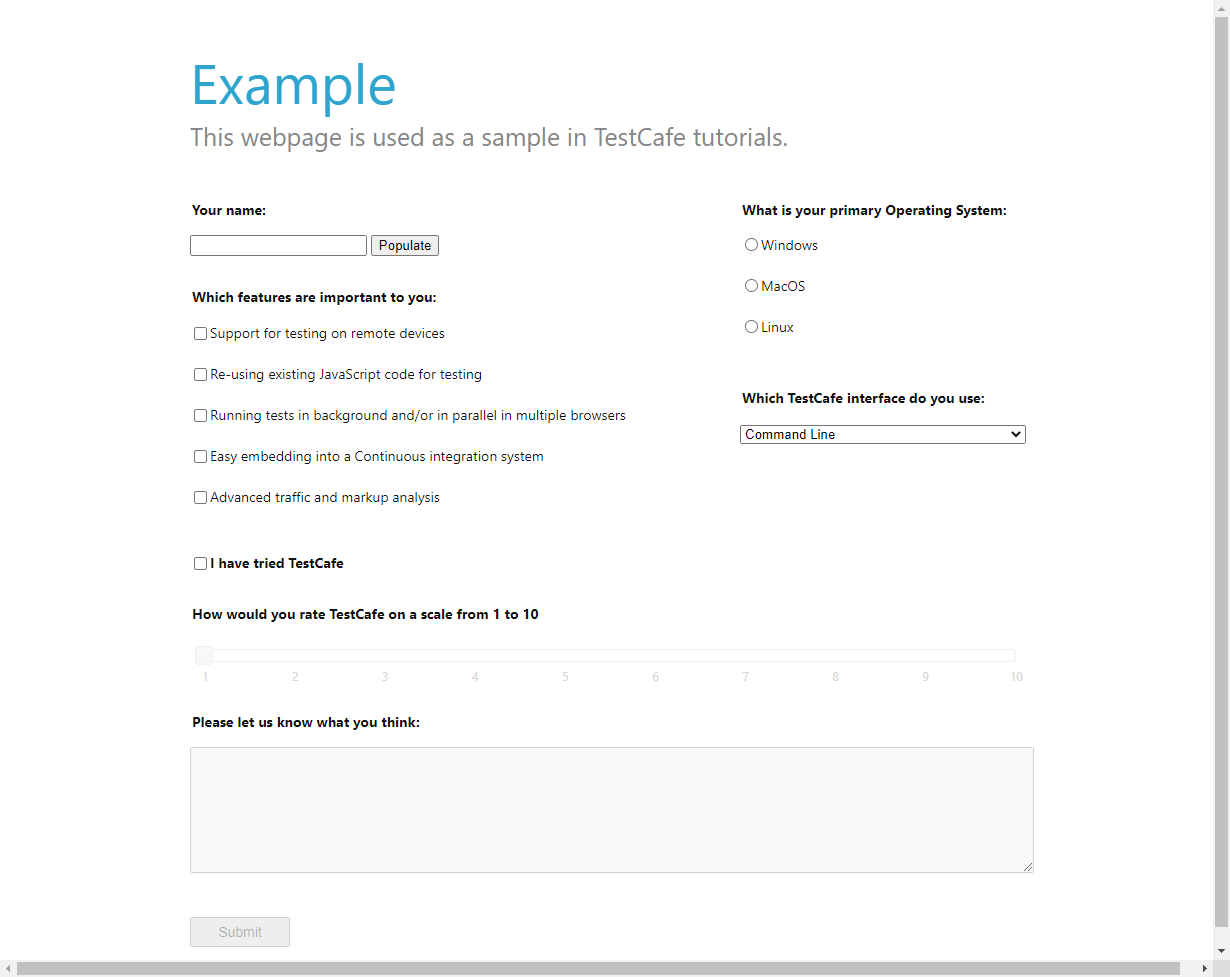 Example
This webpage is used as a sample in TestCafe tutorials.
Your name:
Populate
Which features are important to you:
Support for testing on remote devices
Re-using existing JavaScript code for testing
Running tests in background and/or in parallel in multiple browsers
Easy embedding into a Continuous integration system
Advanced traffic and markup analysis
What is your primary Operating System:
Windows
MacOS
Linux
Which TestCafe interface do you use:
Command Line
I have tried TestCafe
How would you rate TestCafe on a scale from 1 to 10
1 2 3 4 5 6 7 8 9 10
Please let us know what you think:
Submit